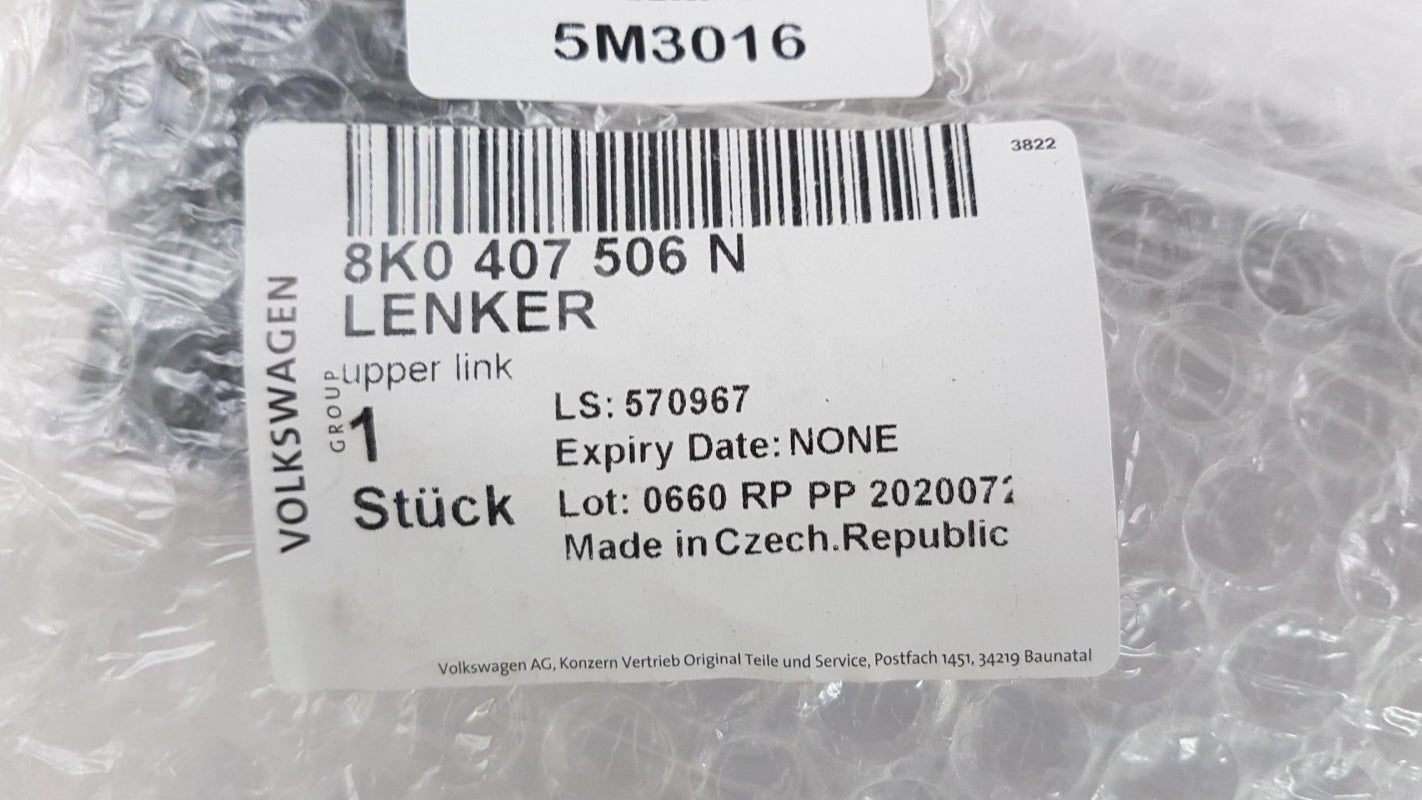 5M3016
3822
8K0 407 506 N
LENKER
upper link
1
Stück
LS: 570967
Expiry Date: NONE
Lot: 0660 RP PP 2020072
Made in Czech.Republic
VOLKSWAGEN
GROUP
Volkswagen AG, Konzern Vertrieb Original Teile und Service, Postfach 1451, 34219 Baunatal